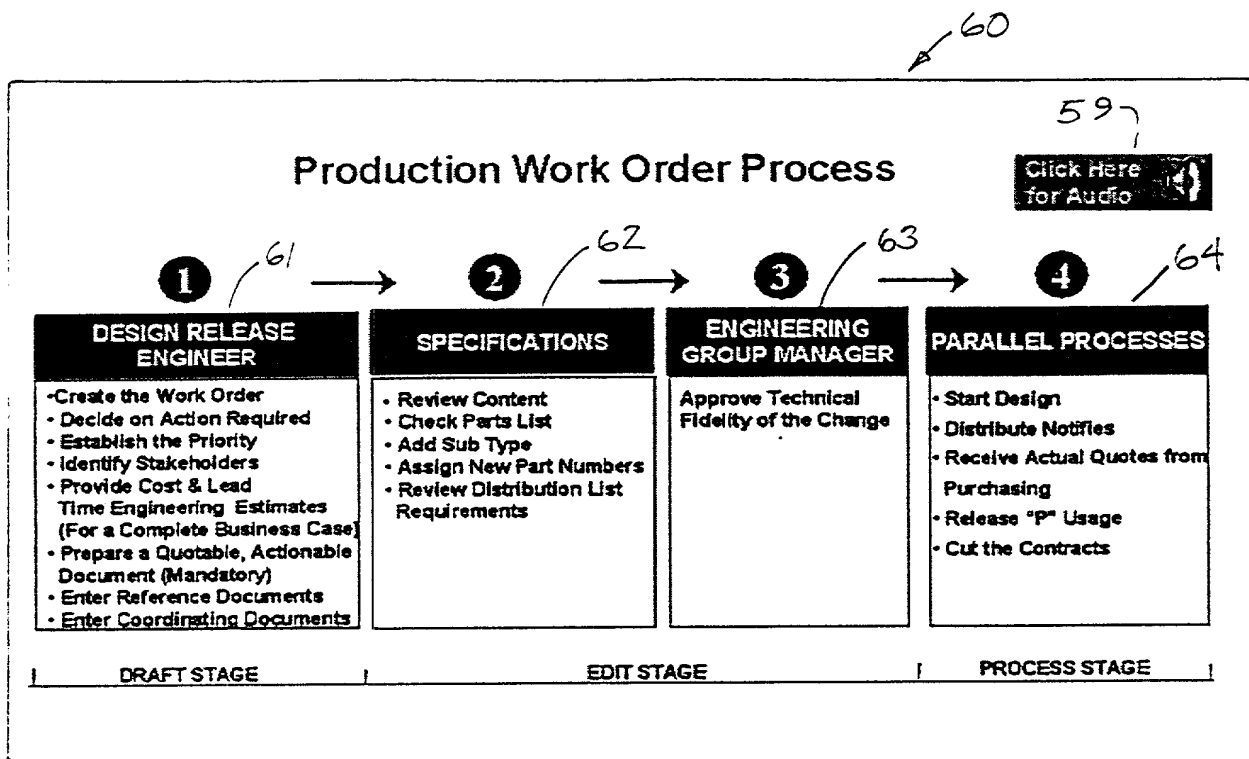 60
59
Production Work Order Process
Click Here
for Audio
61
62
63
64
1
2
3
4
DESIGN RELEASE
ENGINEER
•Create the Work Order
• Decide on Action Required
• Establish the Priority
• Identify Stakeholders
• Provide Cost & Lead
Time Engineering Estimates
(For a Complete Business Case)
• Prepare a Quotable, Actionable
Document (Mandatory)
• Enter Reference Documents
• Enter Coordinating Documents
SPECIFICATIONS
• Review Content
• Check Parts List
• Add Sub Type
• Assign New Part Numbers
• Review Distribution List
Requirements
ENGINEERING
GROUP MANAGER
Approve Technical
Fidelity of the Change
PARALLEL PROCESSES
• Start Design
• Distribute Notifies
• Receive Actual Quotes from
Purchasing
• Release "P" Usage
• Cut the Contracts
DRAFT STAGE
EDIT STAGE
PROCESS STAGE